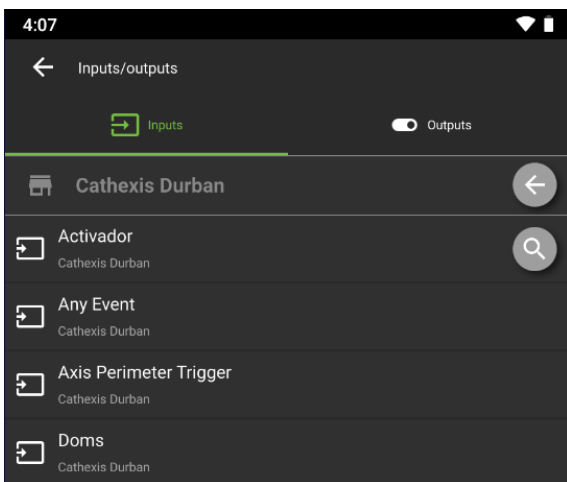 4:07
Inputs/outputs
Inputs
Outputs
Cathexis Durban
Activador
Cathexis Durban
Any Event
Cathexis Durban
Axis Perimeter Trigger
Cathexis Durban
Doms
Cathexis Durban